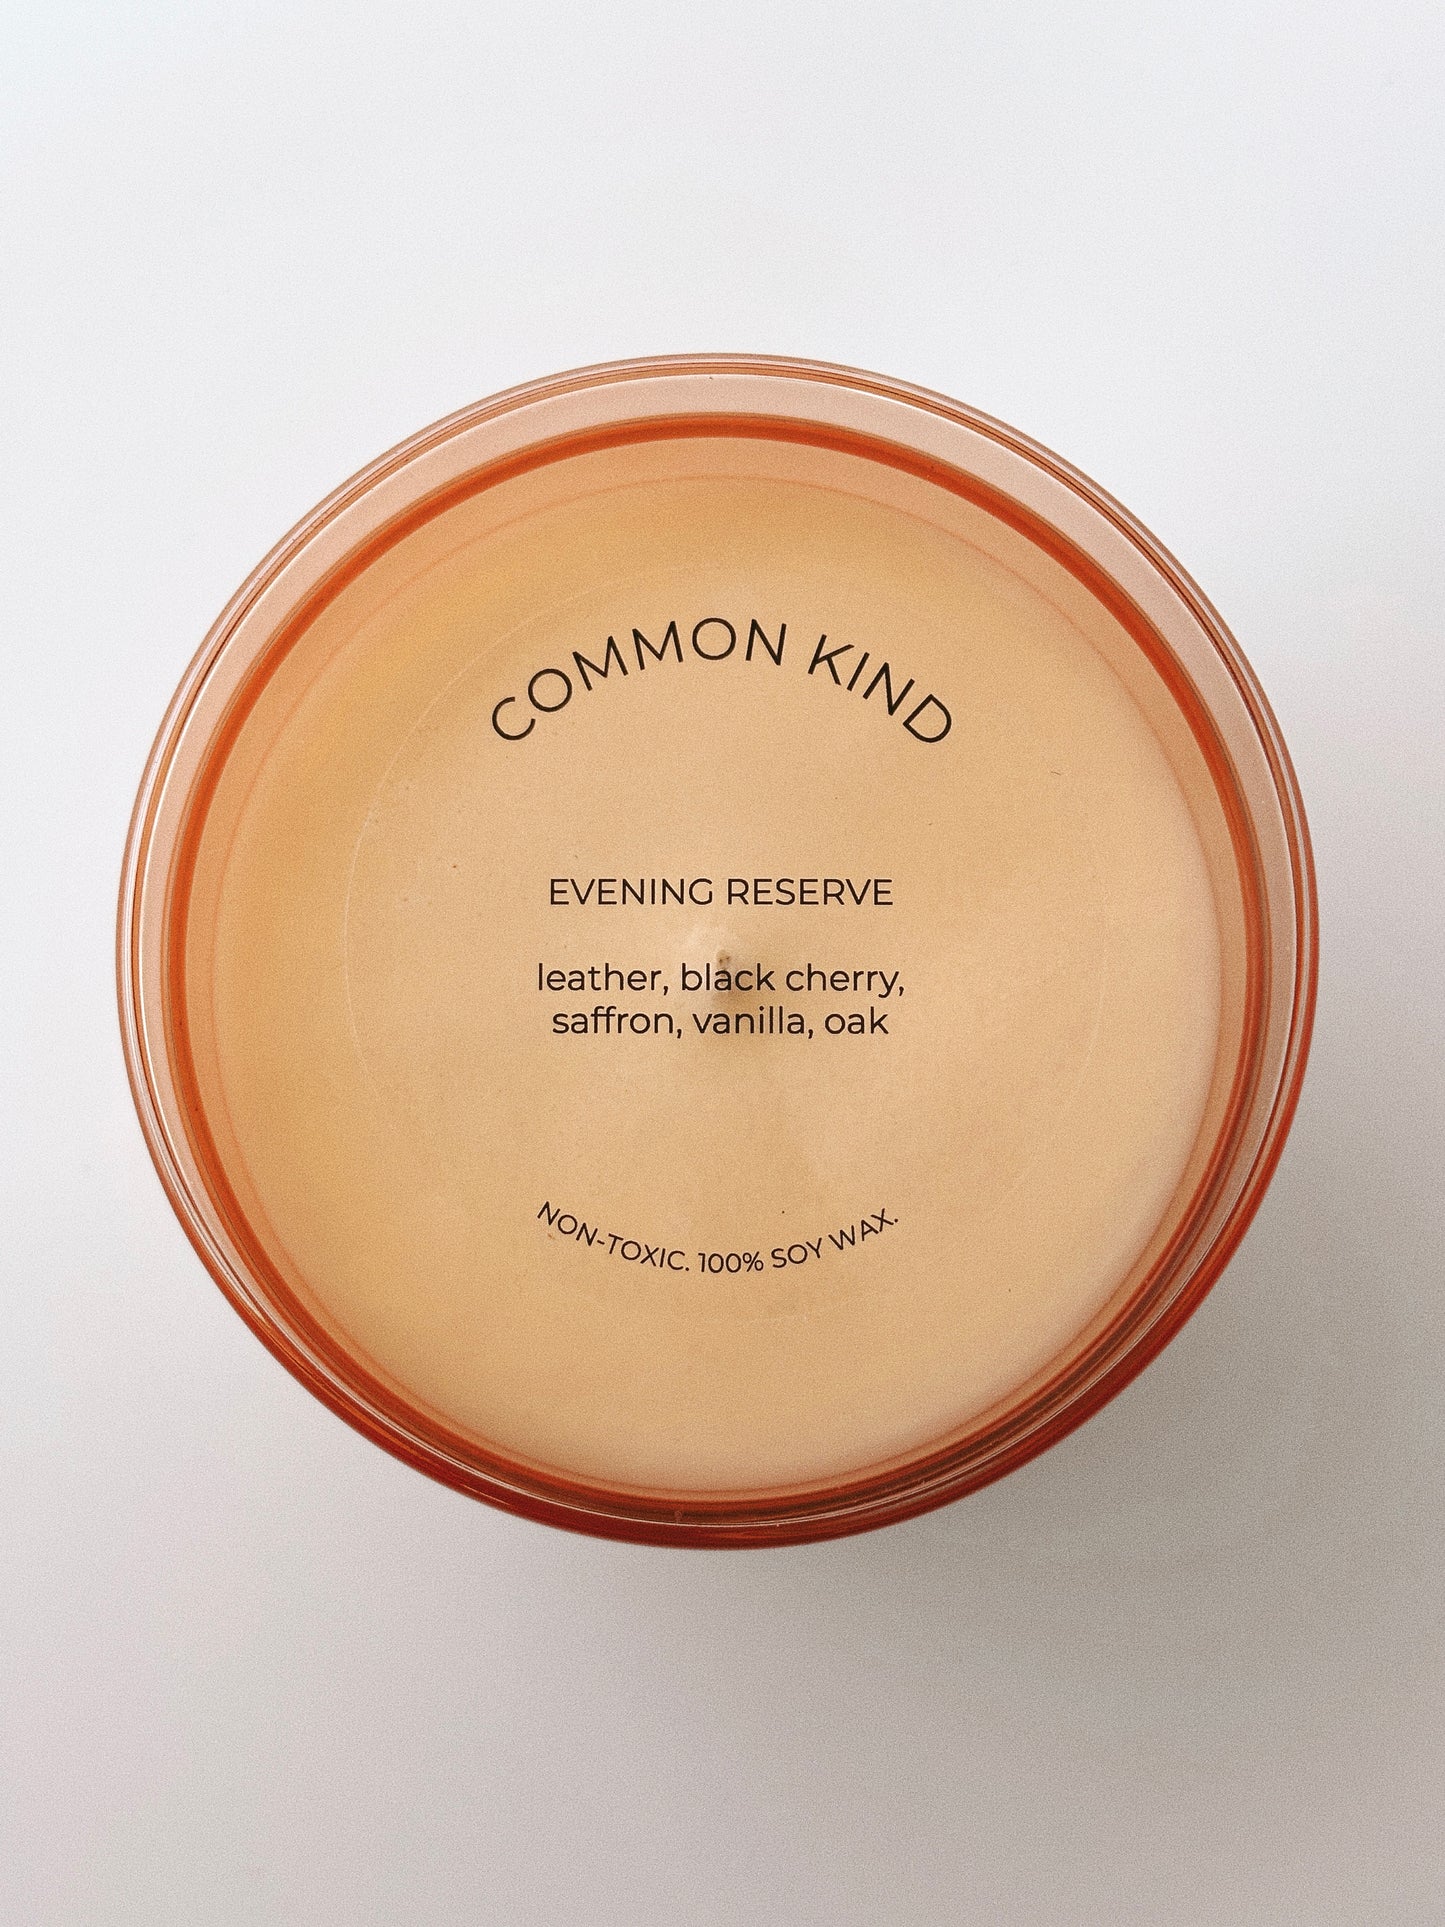 COMMON KIND
EVENING RESERVE
leather, black cherry,
saffron, vanilla, oak
NON-TOXIC. 100% SOY WAX.